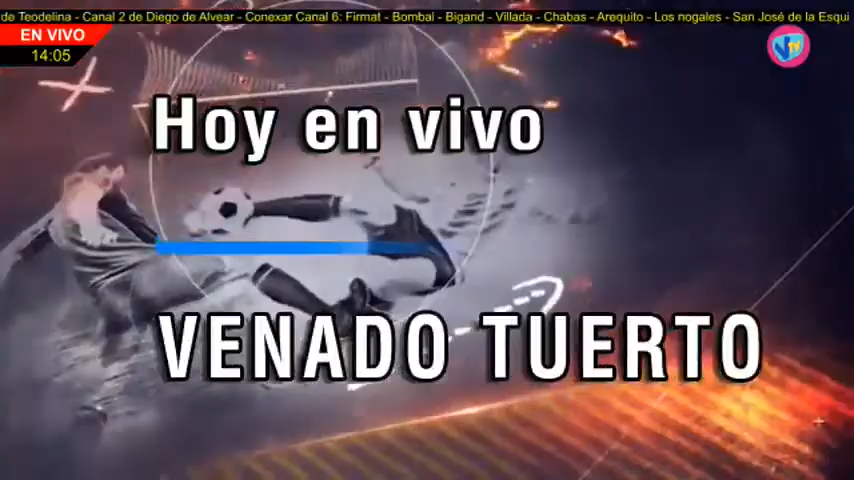 de Teodelina - Canal 2 de Diego de Alvear - Conexar Canal 6: Firmat - Bombal - Bigand - Villada - Chabas - Arequito - Los nogales - San José de la Esqui
EN VIVO
14:05
Hoy en vivo
VENADO TUERTO